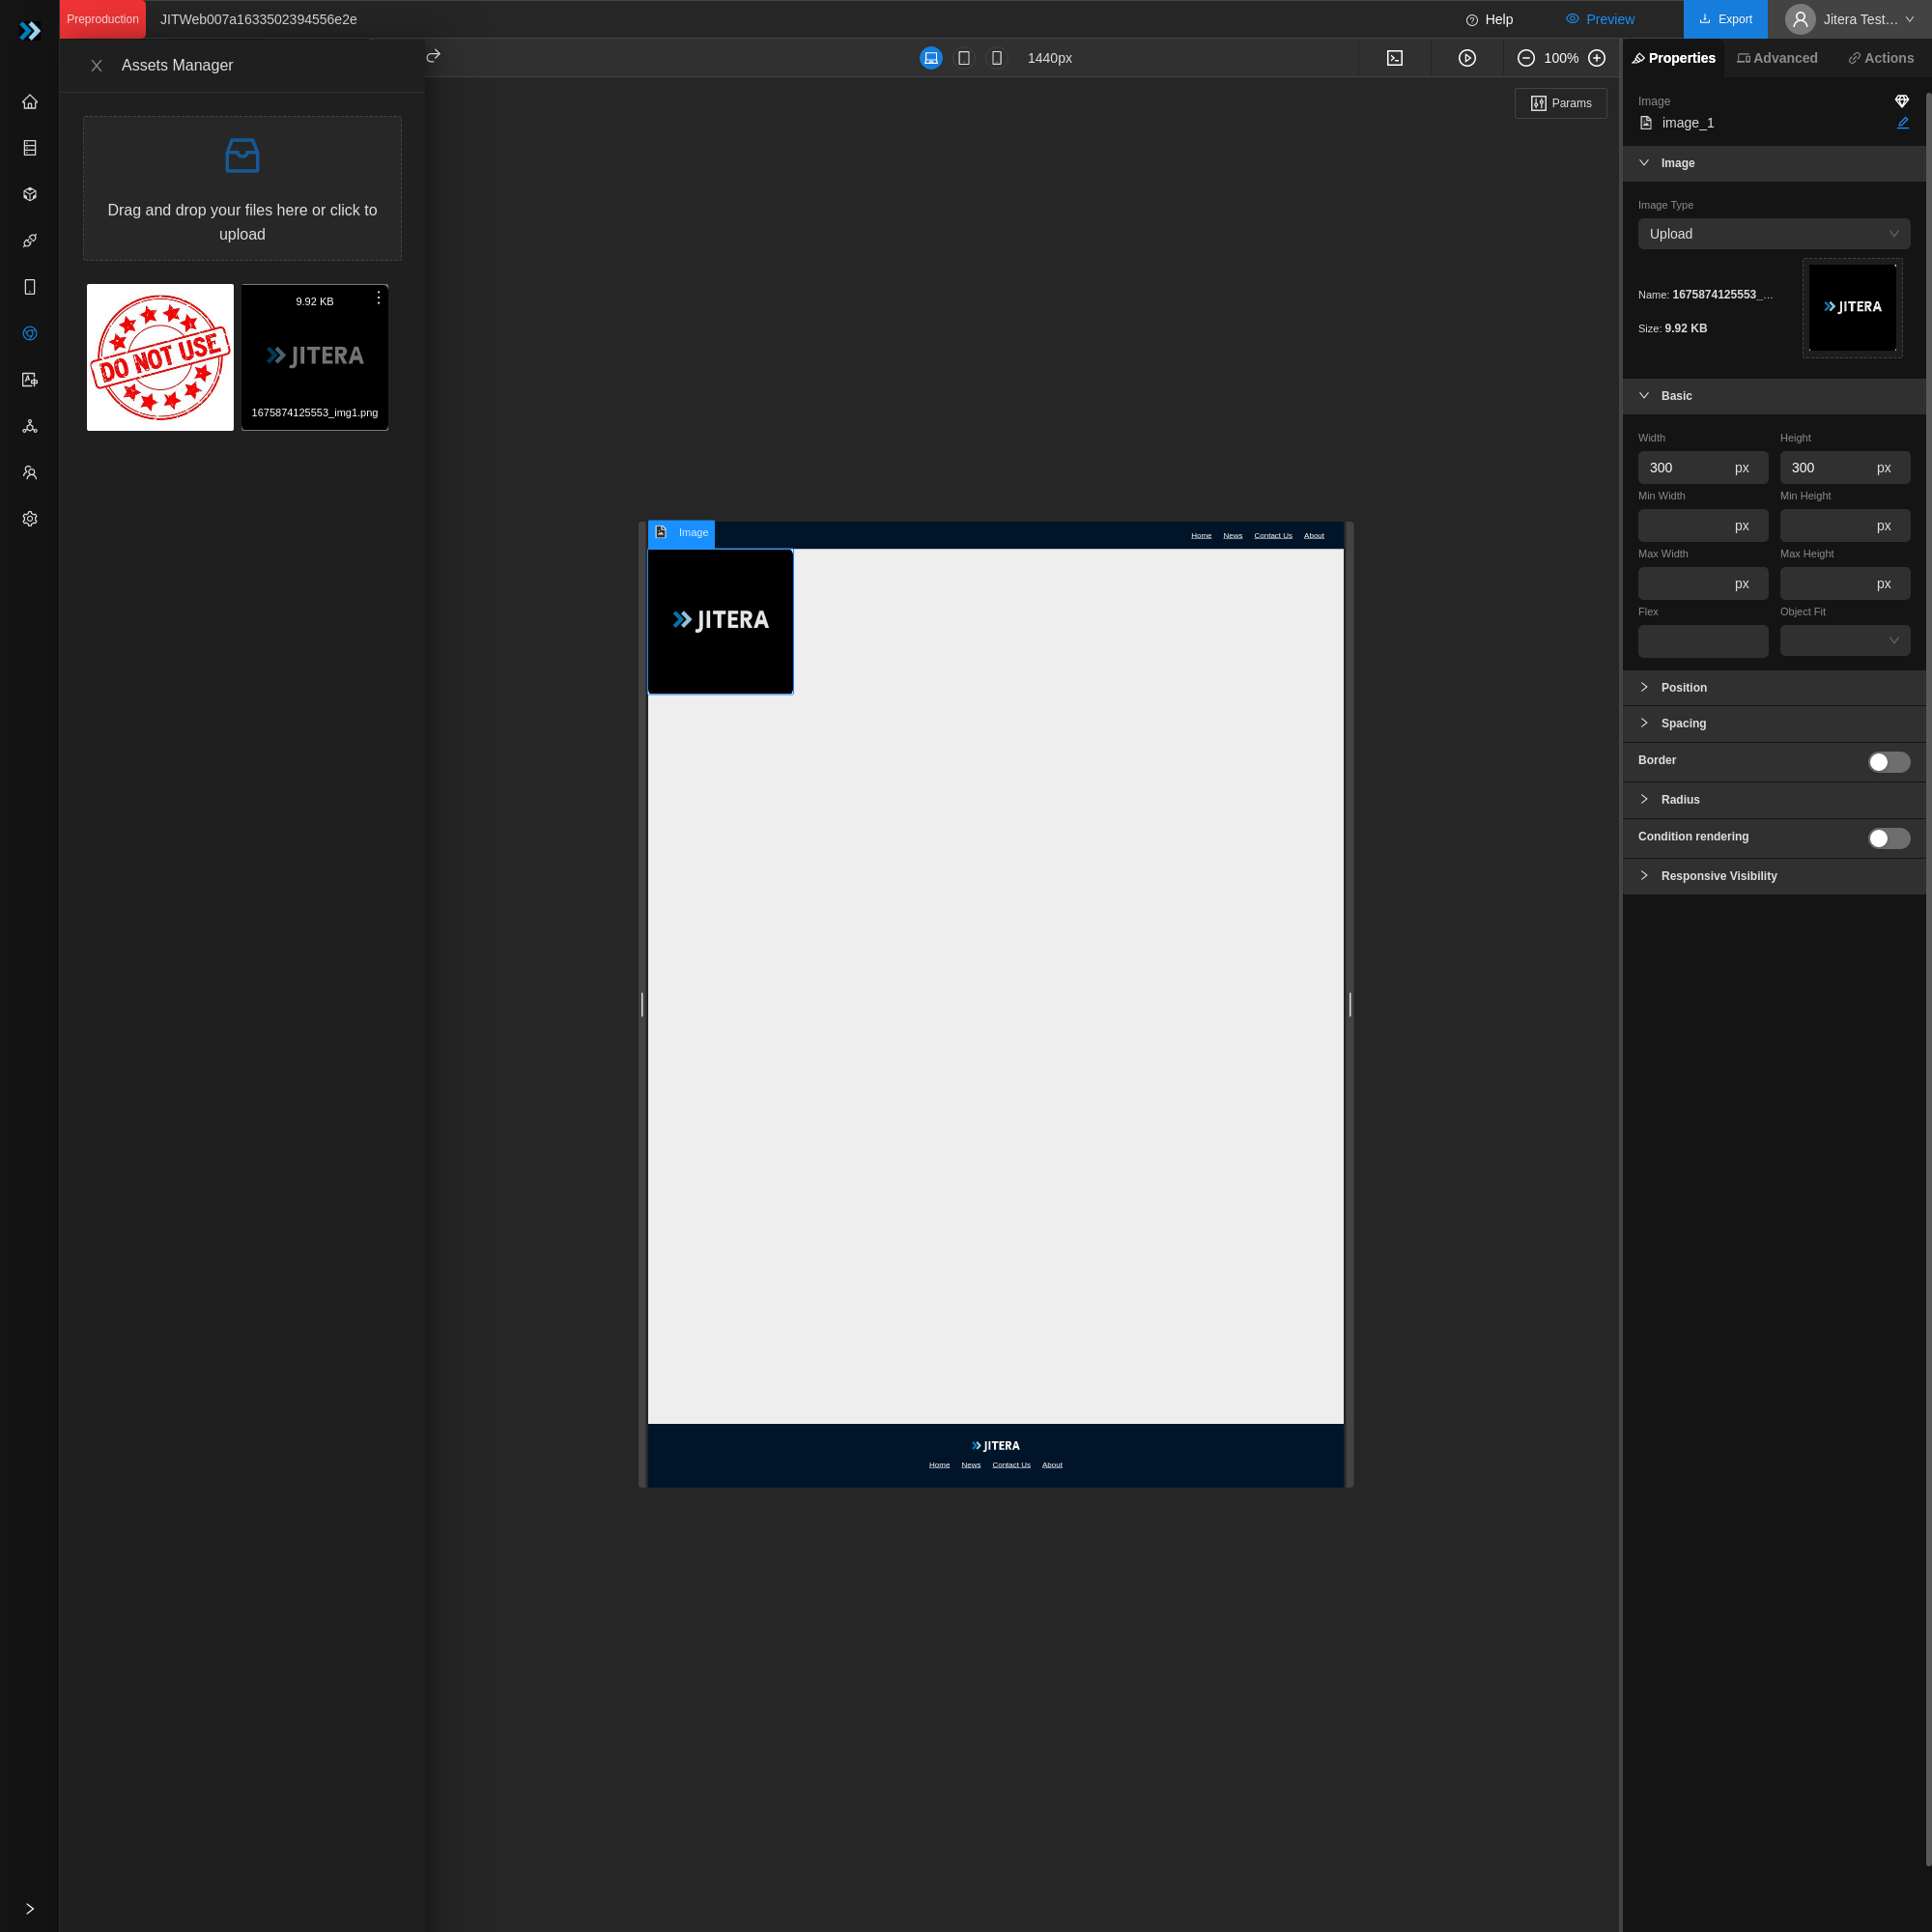 Preproduction
JITWeb007a1633502394556e2e
Help
Preview
Export
Jitera Test…
Assets Manager
1440px
100%
Properties
Advanced
Actions
Params
Drag and drop your files here or click to
upload
DO NOT USE
9.92 KB
JITERA
1675874125553_img1.png
Image
Home
News
Contact Us
About
JITERA
JITERA
Home
News
Contact Us
About
Image
image_1
Image
Image Type
Upload
Name: 1675874125553_…
Size: 9.92 KB
JITERA
Basic
Width
Height
300 px
300 px
Min Width
Min Height
px
px
Max Width
Max Height
px
px
Flex
Object Fit
Position
Spacing
Border
Radius
Condition rendering
Responsive Visibility